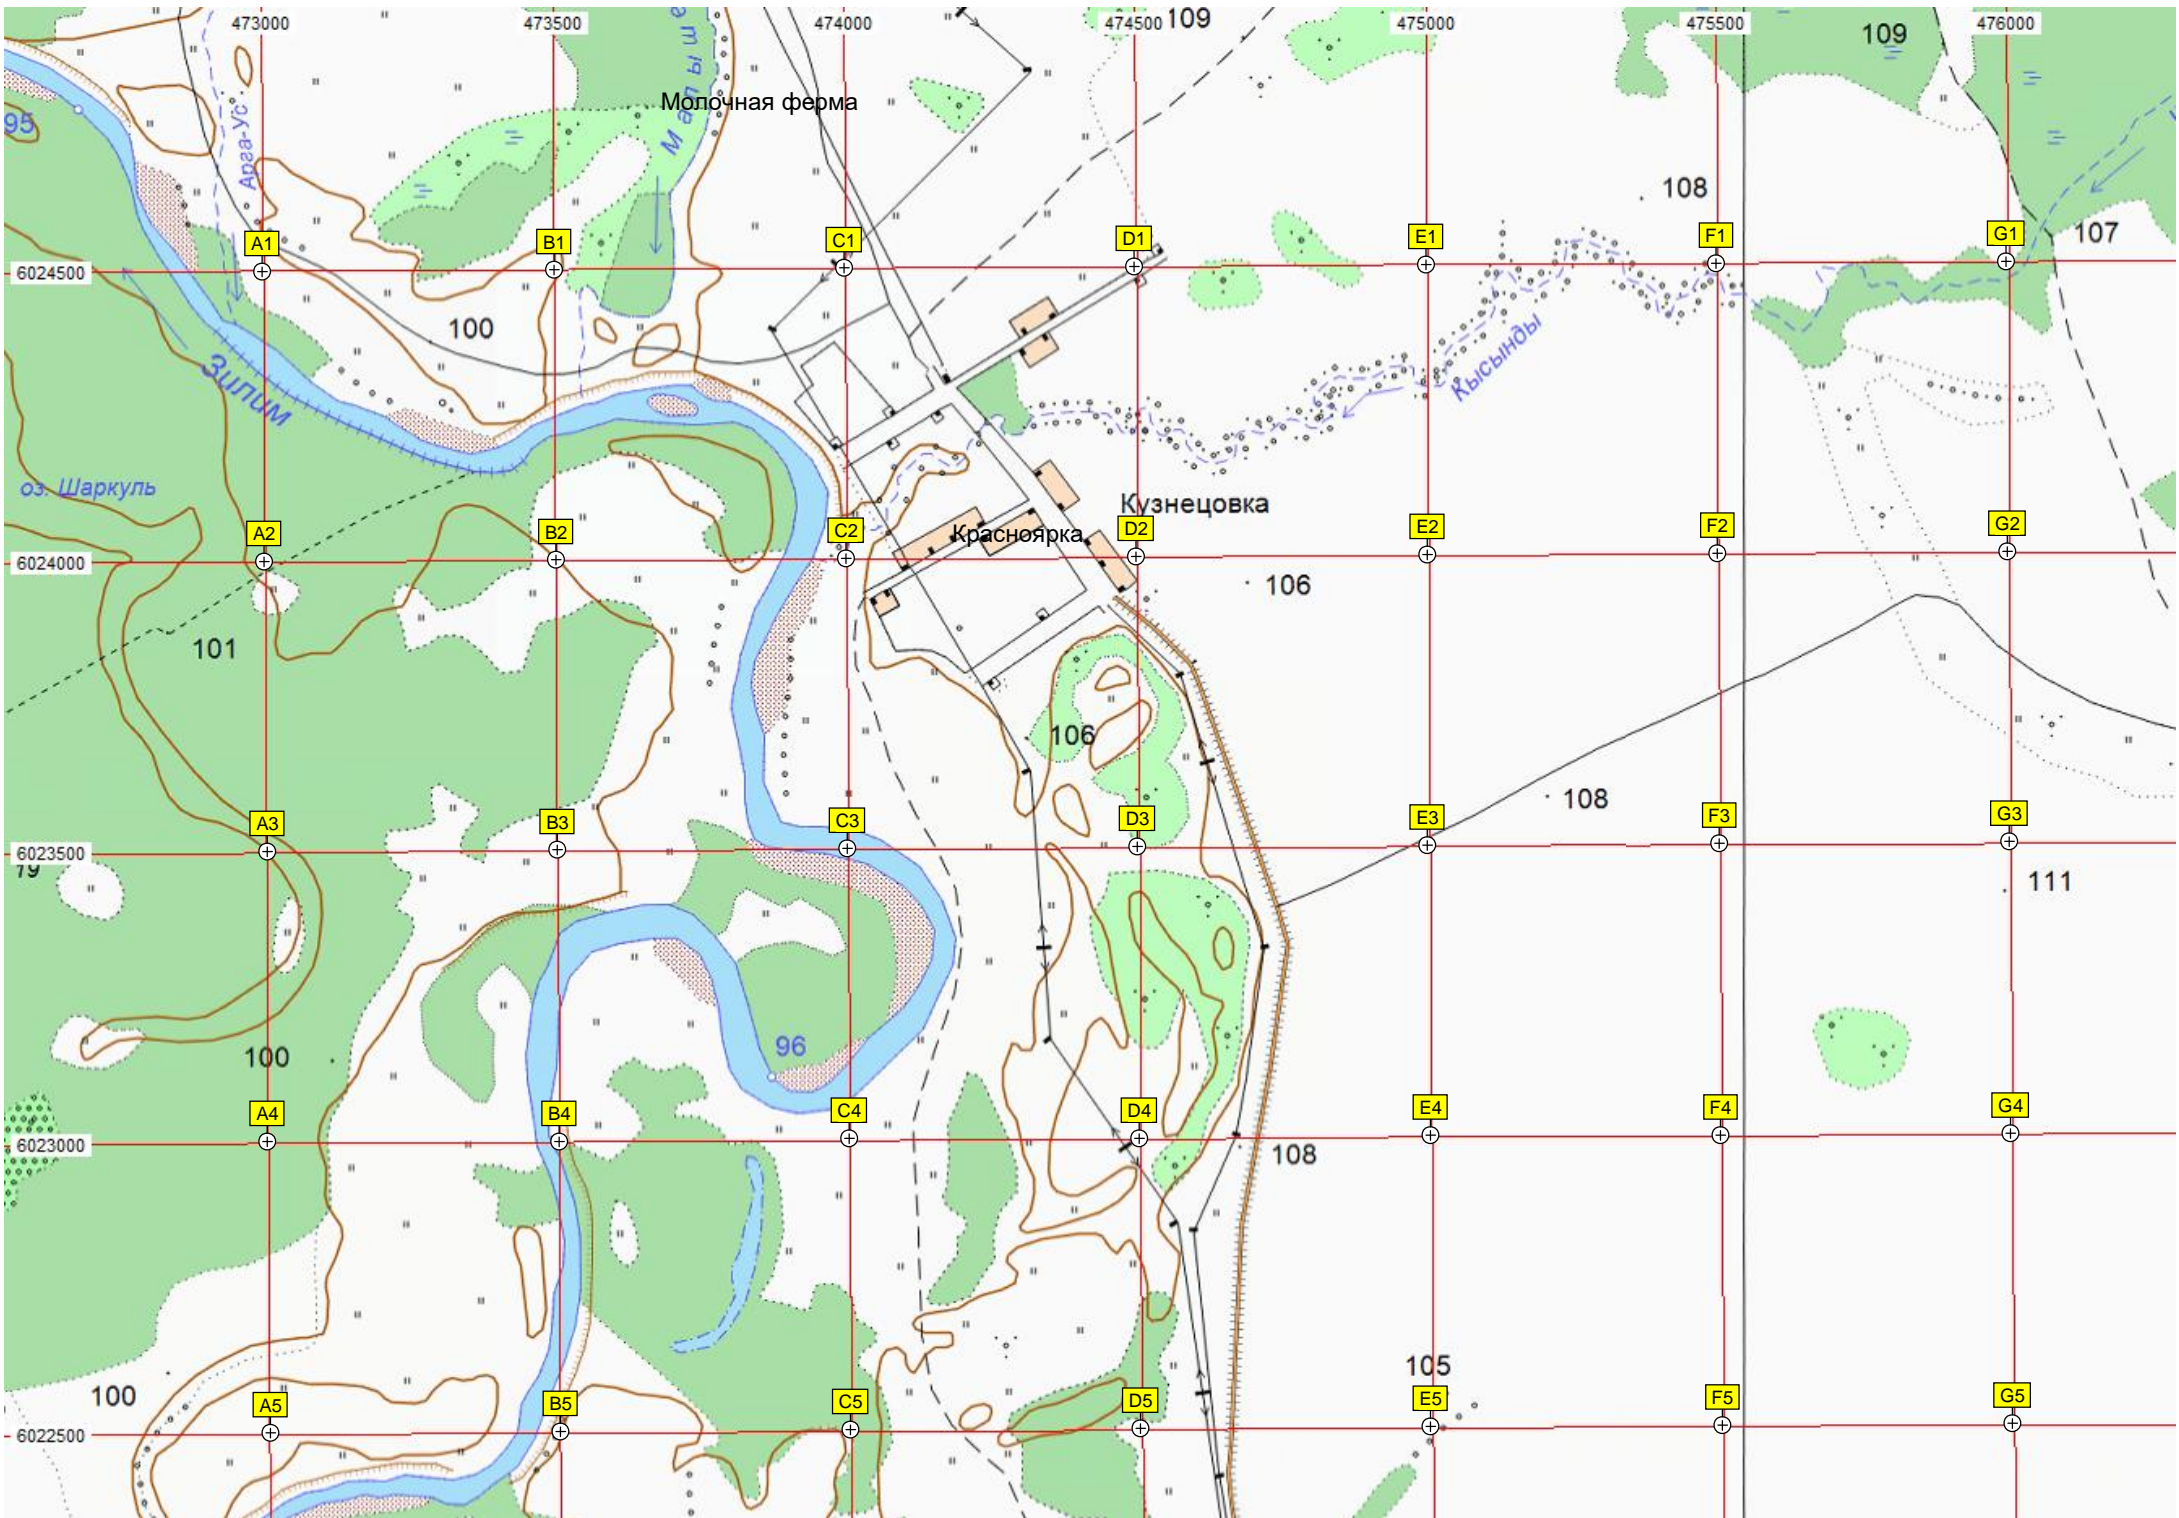 473000 473500 474000 474500 109 475000 475500 109 476000
Малыше
Молочная ферма
95
Арга-Ус
108
107
A1 B1 C1 D1 E1 F1 G1
6024500
100
Кысынды
Зилим
оз. Шаркуль
Кузнецовка
Красноярка
A2 B2 C2 D2 E2 F2 G2
6024000
106
101
106
108
A3 B3 C3 D3 E3 F3 G3
6023500
19
111
96
100
A4 B4 C4 D4 E4 F4 G4
6023000
108
105
100
A5 B5 C5 D5 E5 F5 G5
6022500